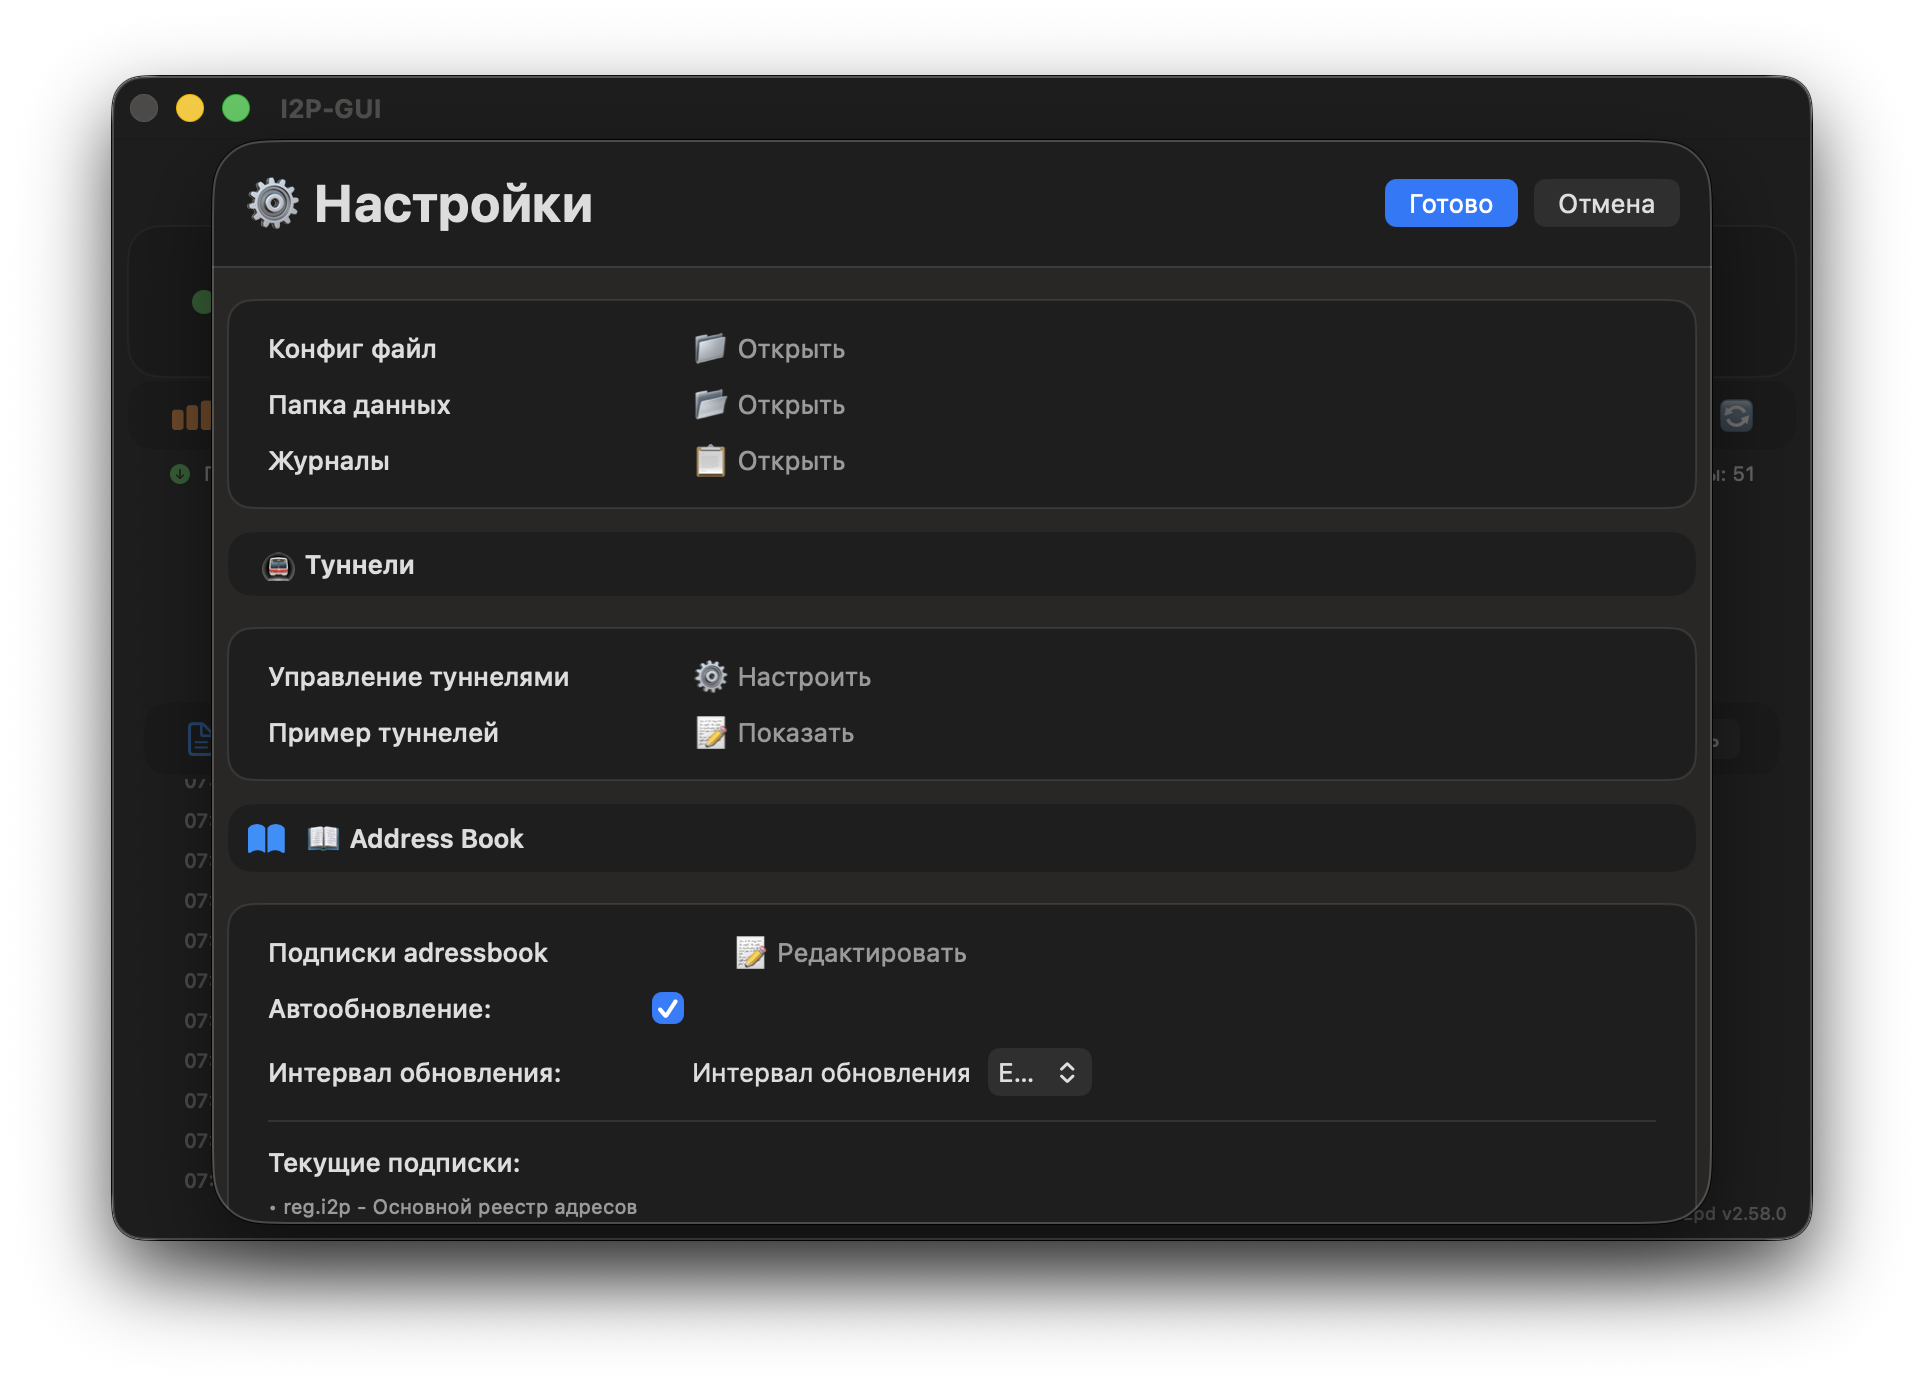 I2P-GUI
Настройки
Готово
Отмена
Конфиг файл
Открыть
Папка данных
Открыть
Журналы
Открыть
ы: 51
Туннели
Управление туннелями
Настроить
Пример туннелей
Показать
Address Book
Подписки adressbook
Редактировать
Автообновление:
Интервал обновления:
Интервал обновления
Е...
Текущие подписки:
• reg.i2p - Основной реестр адресов
2pd v2.58.0
07:
07:
07:
07:
07:
07:
07:
07:
07:
07: